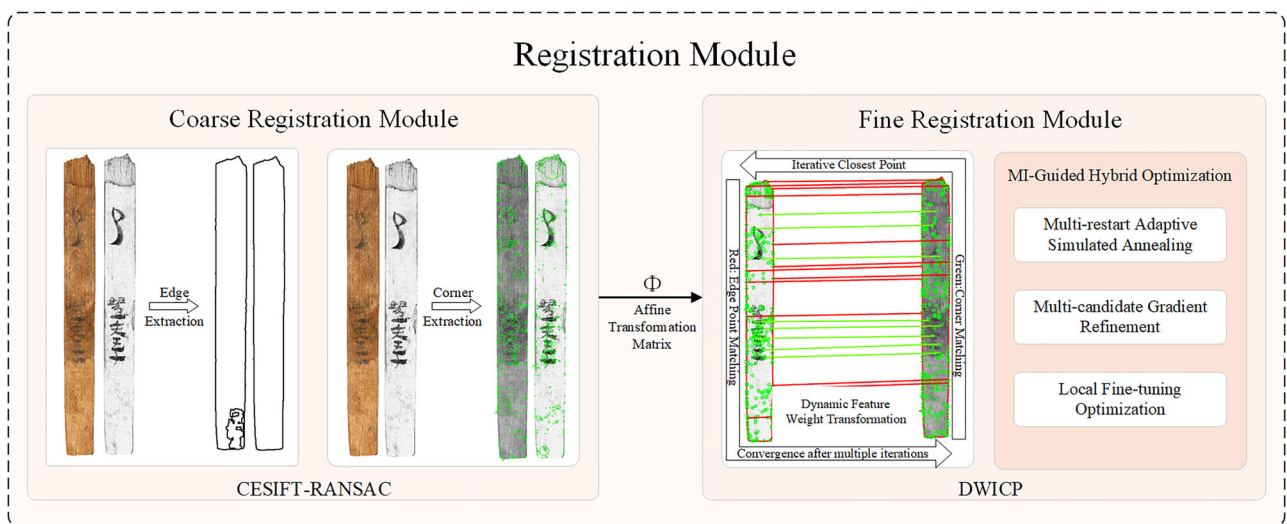 Registration Module
Coarse Registration Module
Edge
Extraction
Corner
Extraction
CESIFT-RANSAC
Φ
Affine
Transformation
Matrix
Fine Registration Module
Iterative Closest Point
Red: Edge Point Matching
Green:Corner Matching
Dynamic Feature
Weight Transformation
Convergence after multiple iterations
MI-Guided Hybrid Optimization
Multi-restart Adaptive
Simulated Annealing
Multi-candidate Gradient
Refinement
Local Fine-tuning
Optimization
DWICP